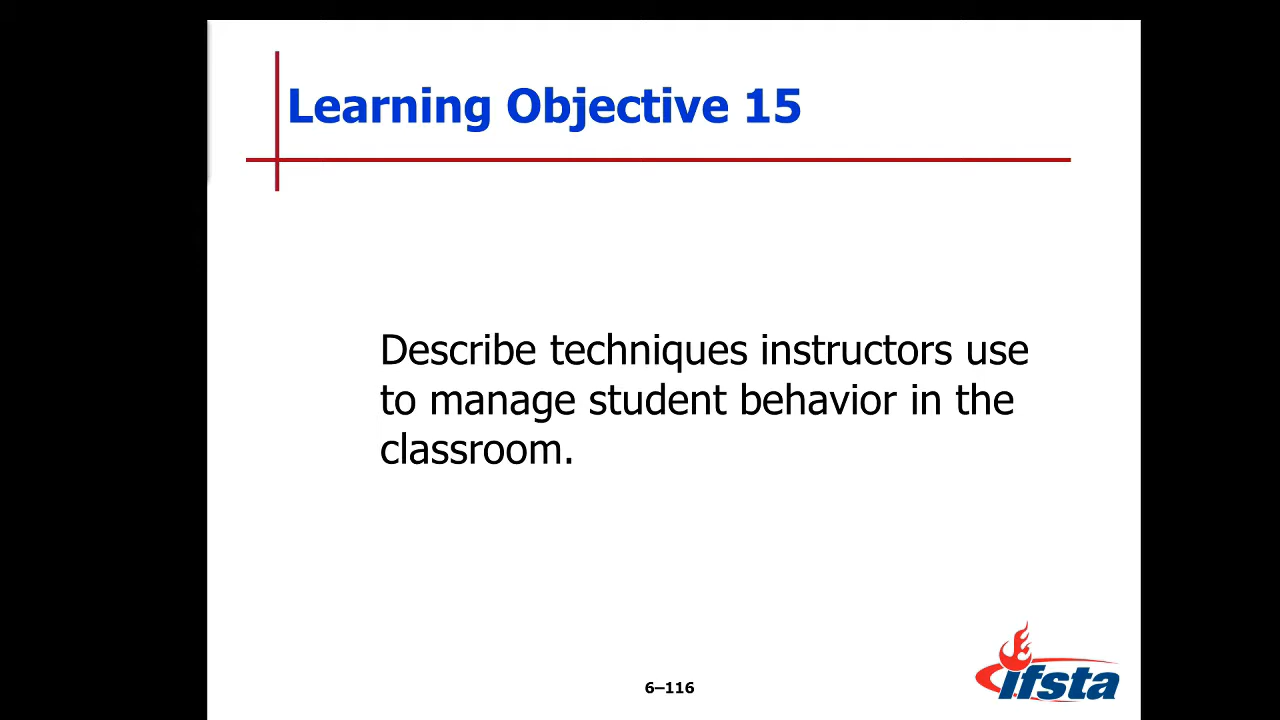 Learning Objective 15
Describe techniques instructors use
to manage student behavior in the
classroom.
6–116
ifsta